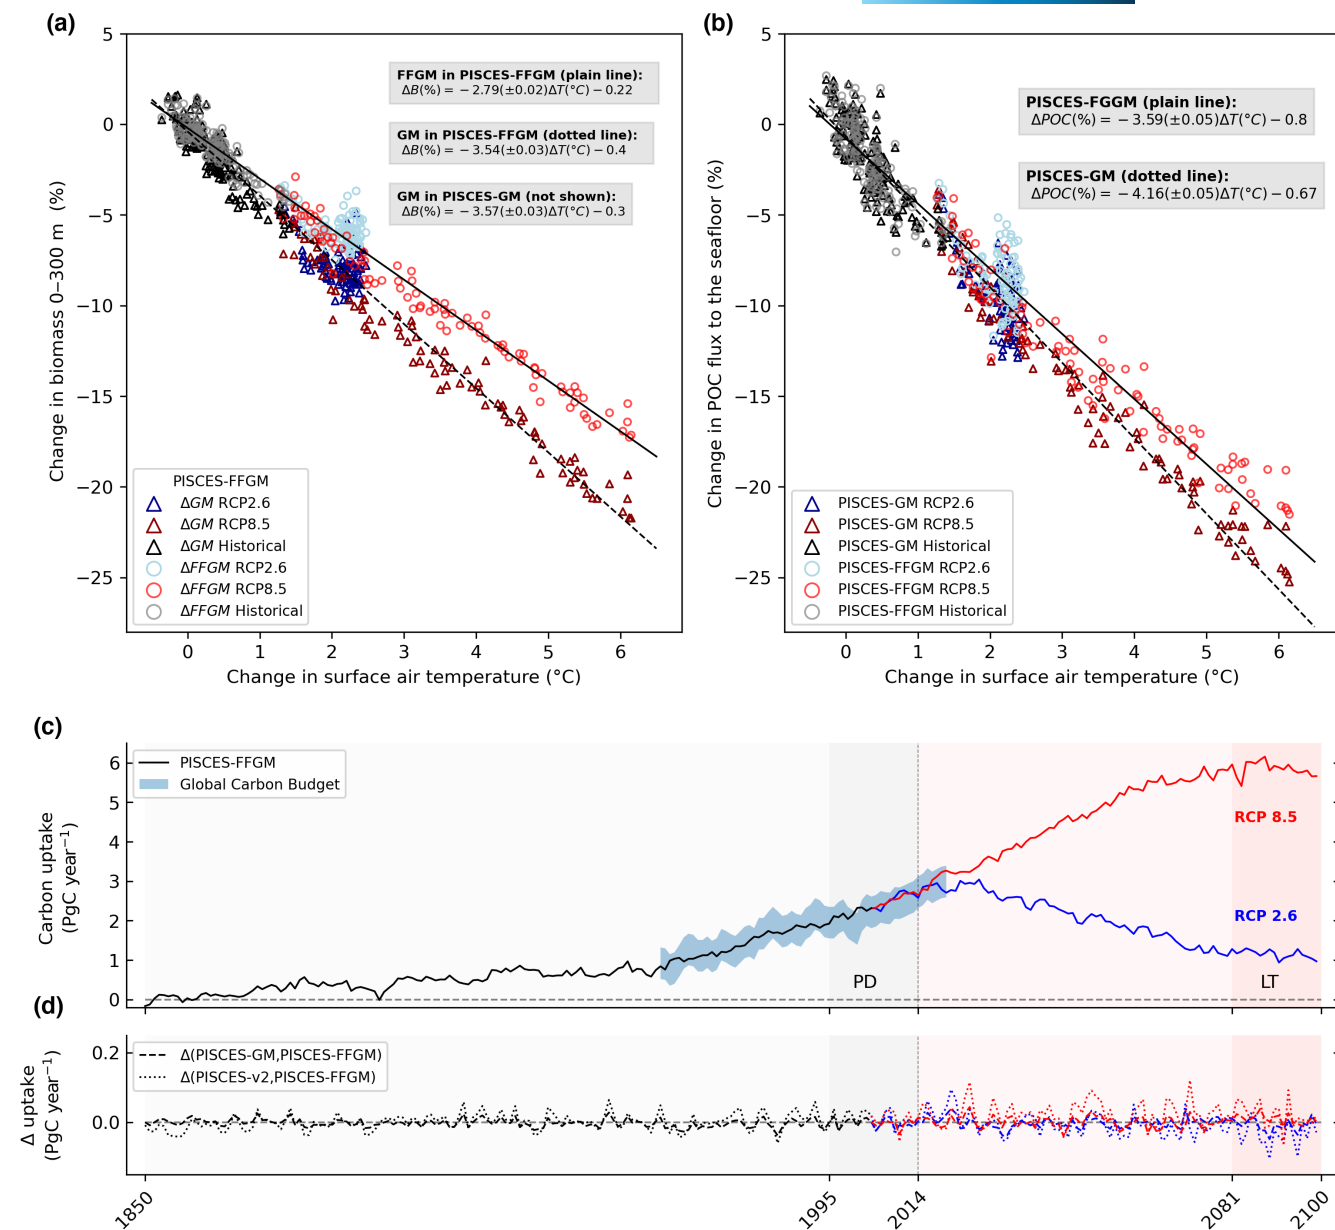 (a)
5
0
−5
−10
−15
−20
−25
Change in biomass 0–300 m (%)
FFGM in PISCES-FFGM (plain line):
ΔB(%) = −2.79(±0.02)ΔT(°C) − 0.22
GM in PISCES-FFGM (dotted line):
ΔB(%) = −3.54(±0.03)ΔT(°C) − 0.4
GM in PISCES-GM (not shown):
ΔB(%) = −3.57(±0.03)ΔT(°C) − 0.3
PISCES-FFGM
ΔGM RCP2.6
ΔGM RCP8.5
ΔGM Historical
ΔFFGM RCP2.6
ΔFFGM RCP8.5
ΔFFGM Historical
0 1 2 3 4 5 6
Change in surface air temperature (°C)
(b)
5
0
−5
−10
−15
−20
−25
Change in POC flux to the seafloor (%)
PISCES-FGGM (plain line):
ΔPOC(%) = −3.59(±0.05)ΔT(°C) − 0.8
PISCES-GM (dotted line):
ΔPOC(%) = −4.16(±0.05)ΔT(°C) − 0.67
PISCES-GM RCP2.6
PISCES-GM RCP8.5
PISCES-GM Historical
PISCES-FFGM RCP2.6
PISCES-FFGM RCP8.5
PISCES-FFGM Historical
0 1 2 3 4 5 6
Change in surface air temperature (°C)
(c)
6
5
4
3
2
1
0
Carbon uptake
(PgC year⁻¹)
PISCES-FFGM
Global Carbon Budget
RCP 8.5
RCP 2.6
PD
LT
(d)
0.2
0.0
Δ uptake
(PgC year⁻¹)
Δ(PISCES-GM,PISCES-FFGM)
Δ(PISCES-v2,PISCES-FFGM)
1850 1995 2014 2081 2100